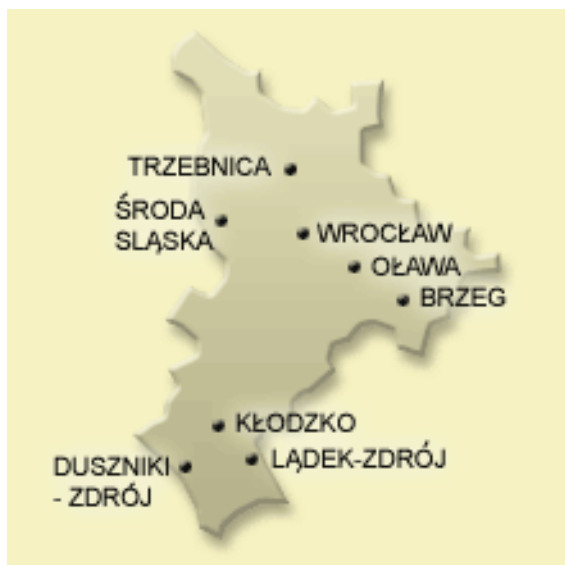 TRZEBNICA
ŚRODA
SLĄSKA
WROCŁAW
OŁAWA
BRZEG
KŁODZKO
LĄDEK-ZDRÓJ
DUSZNIKI
- ZDRÓJ